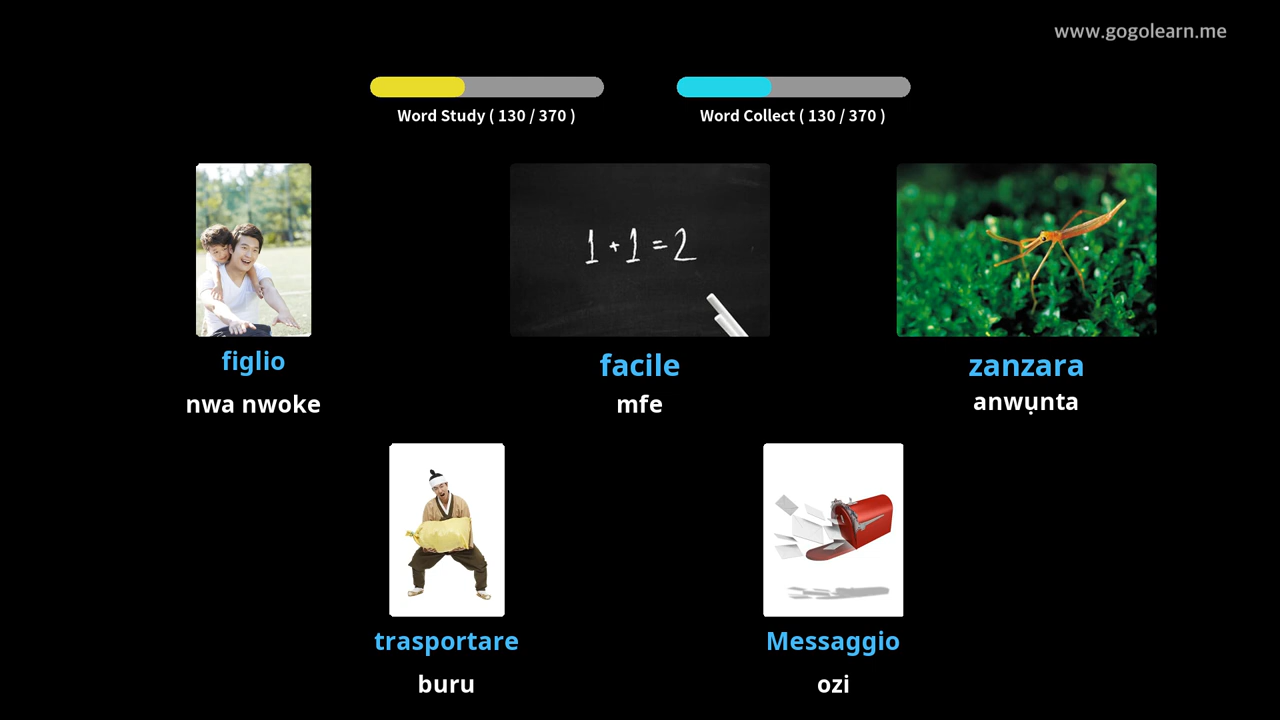 www.gogolearn.me
Word Study ( 130 / 370 )
Word Collect ( 130 / 370 )
1 + 1 = 2
figlio
nwa nwoke
facile
mfe
zanzara
anwụnta
trasportare
buru
Messaggio
ozi